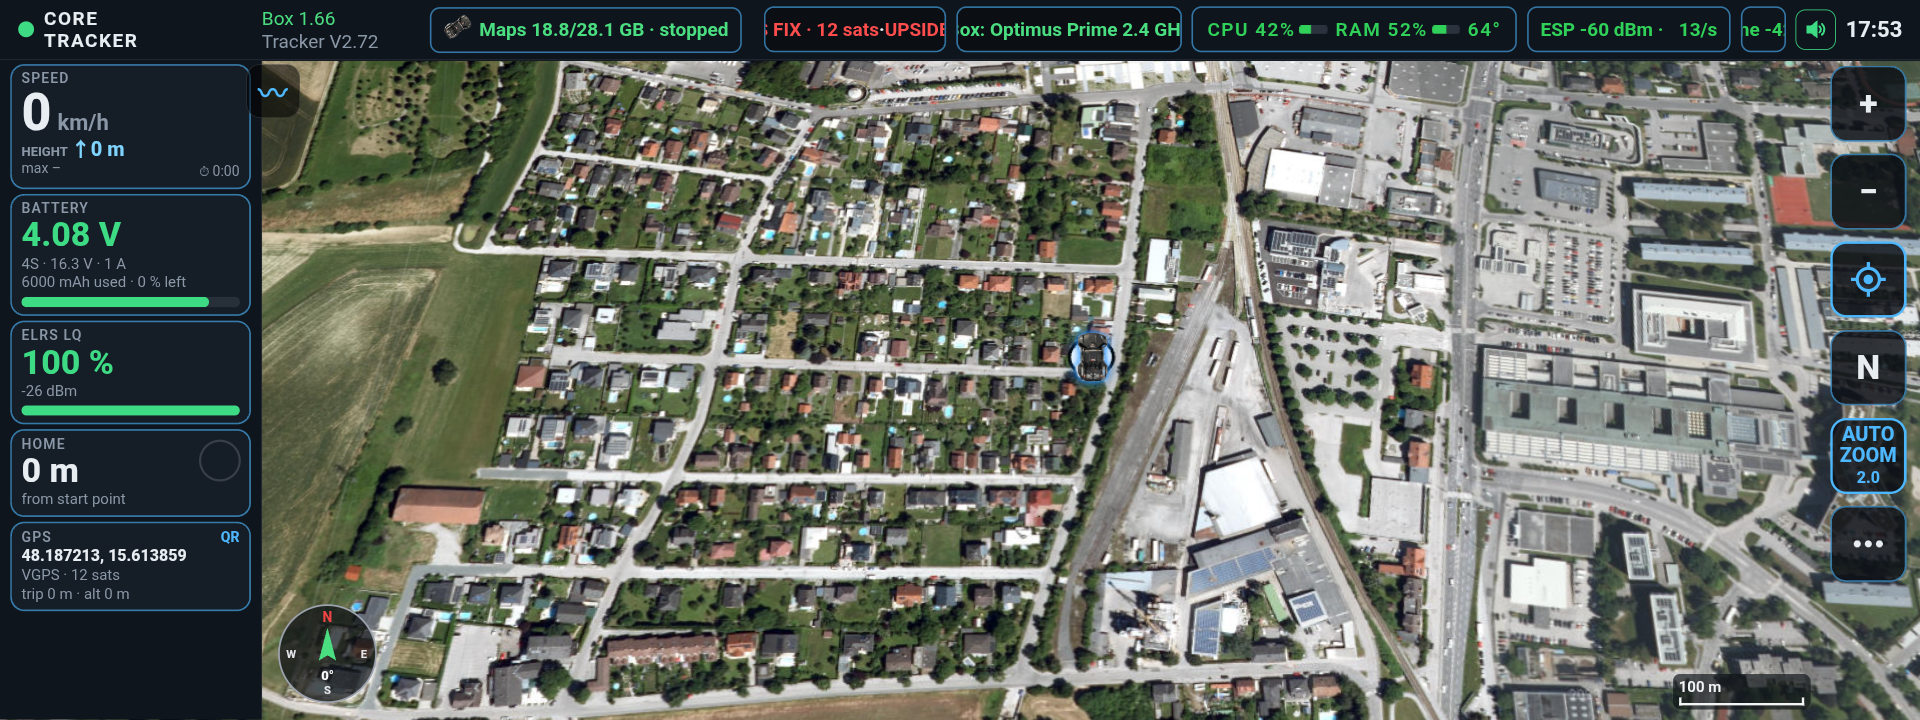 CORE
TRACKER
Box 1.66
Tracker V2.72
Maps 18.8/28.1 GB · stopped
FIX · 12 sats·UPSIDE
ox: Optimus Prime 2.4 GH
CPU 42% RAM 52% 64°
ESP -60 dBm · 13/s
ne -4
17:53
SPEED
0 km/h
HEIGHT ↑0 m
max –
⏱ 0:00
BATTERY
4.08 V
4S · 16.3 V · 1 A
6000 mAh used · 0 % left
ELRS LQ
100 %
-26 dBm
HOME
0 m
from start point
GPS QR
48.187213, 15.613859
VGPS · 12 sats
trip 0 m · alt 0 m
N
W E
0°
S
+
−
N
AUTO
ZOOM
2.0
100 m